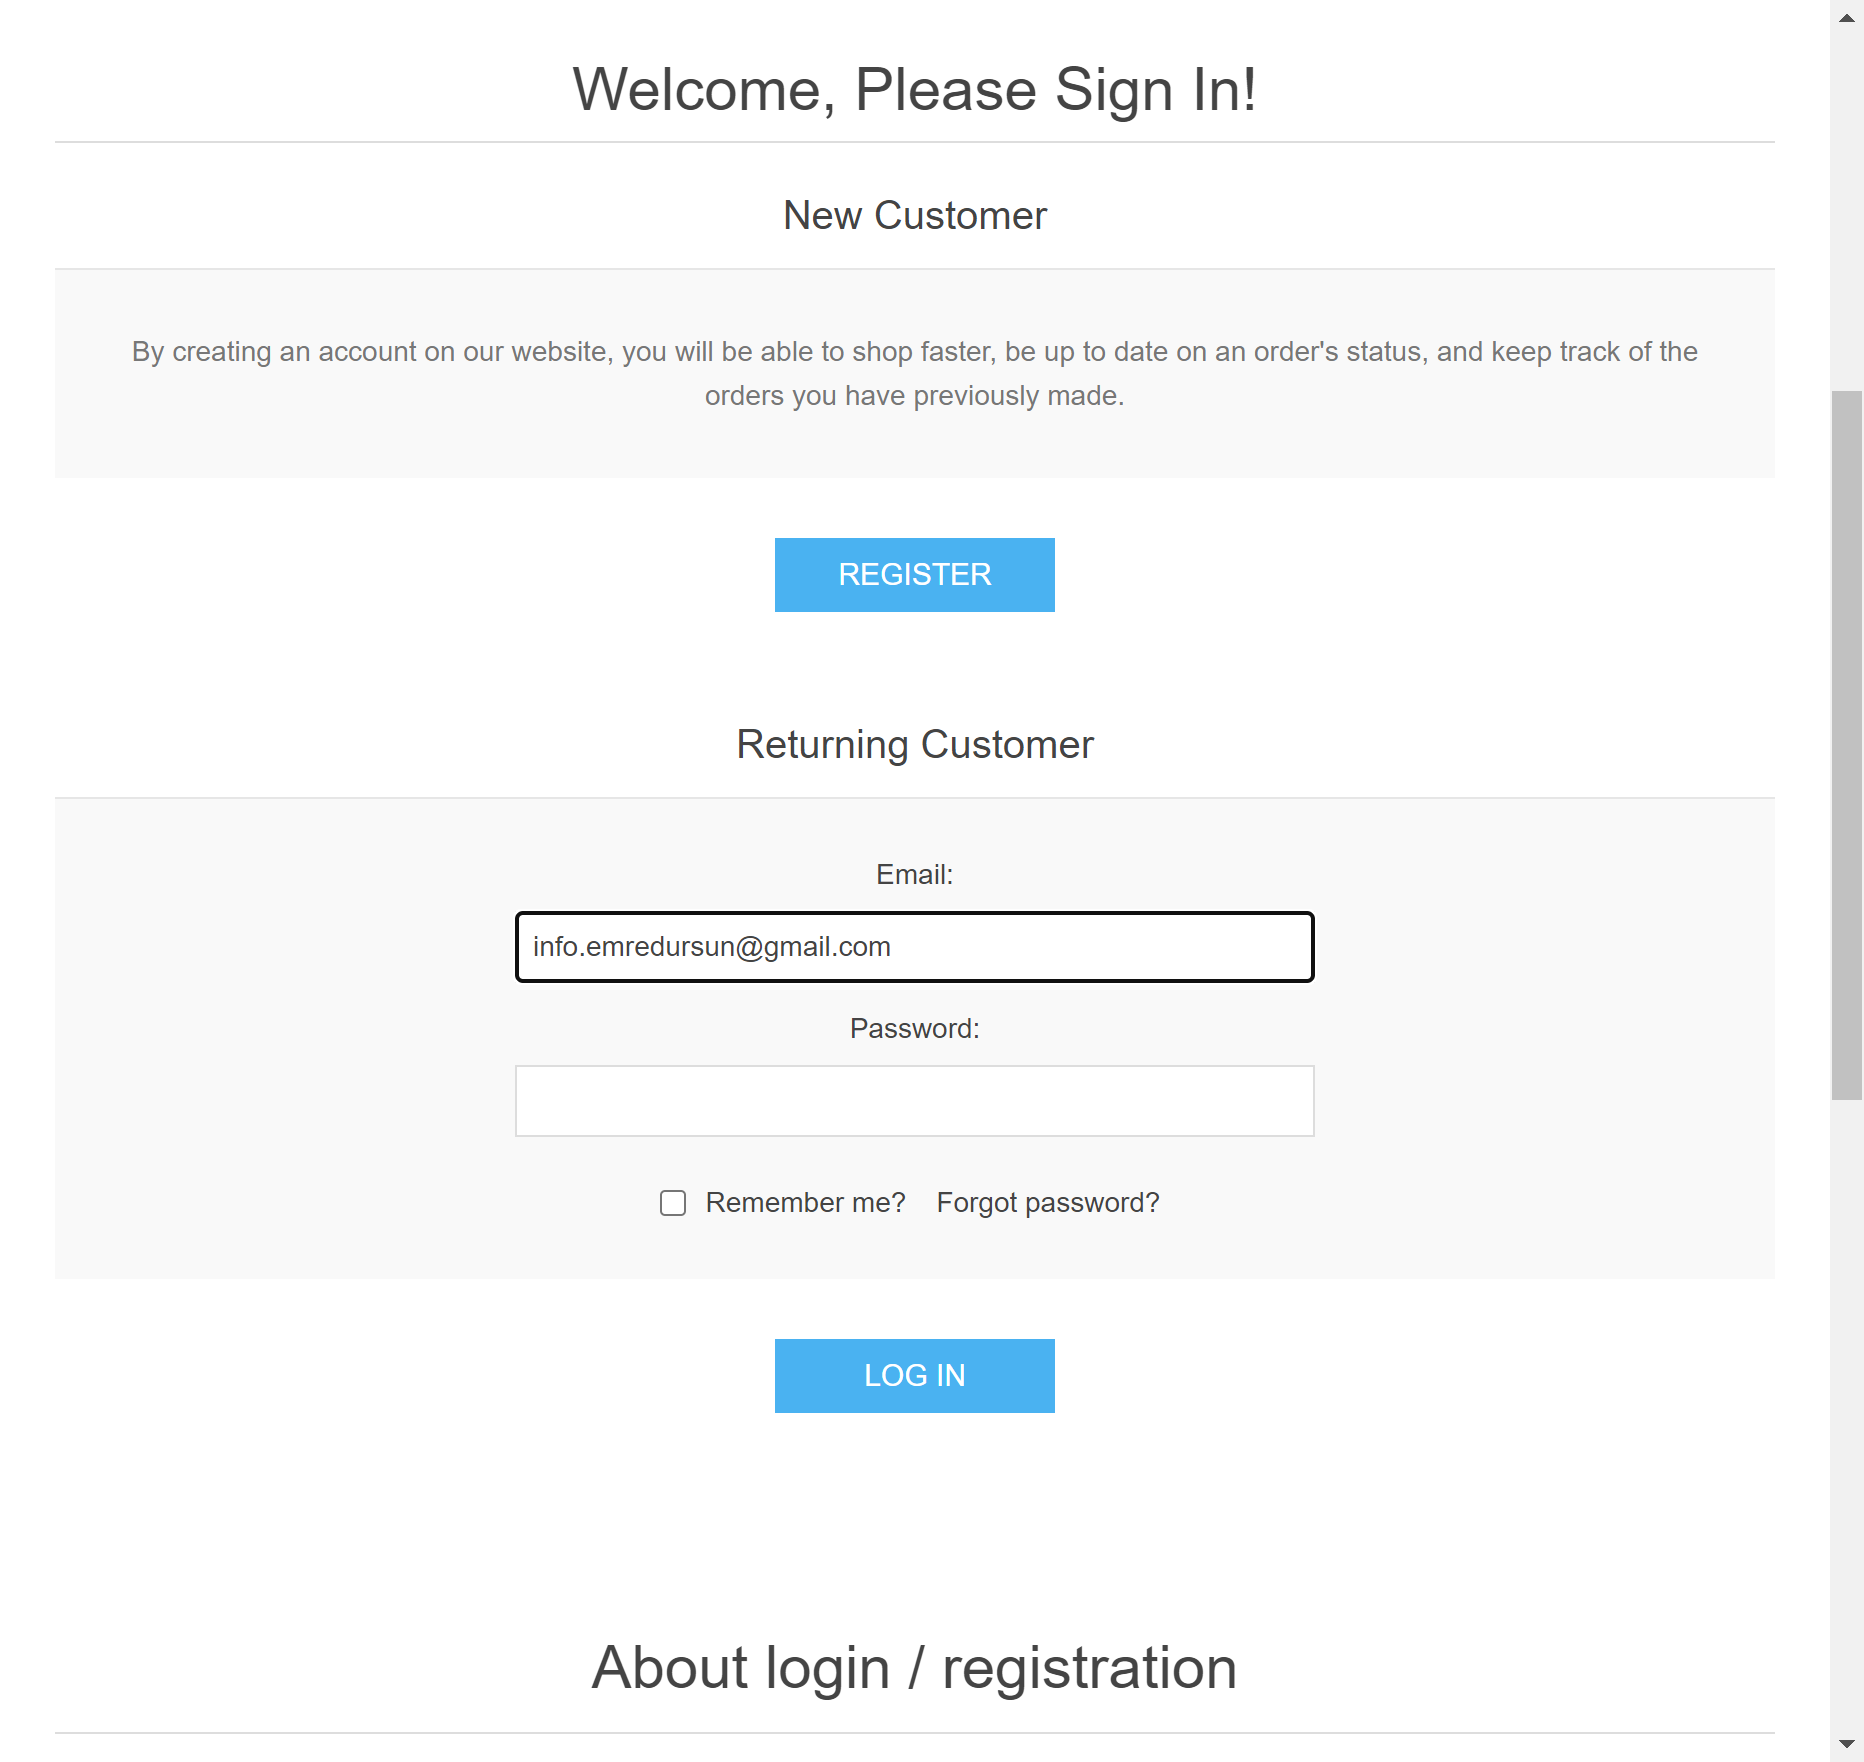 Welcome, Please Sign In!
New Customer
By creating an account on our website, you will be able to shop faster, be up to date on an order's status, and keep track of the
orders you have previously made.
REGISTER
Returning Customer
Email:
info.emredursun@gmail.com
Password:
Remember me? Forgot password?
LOG IN
About login / registration